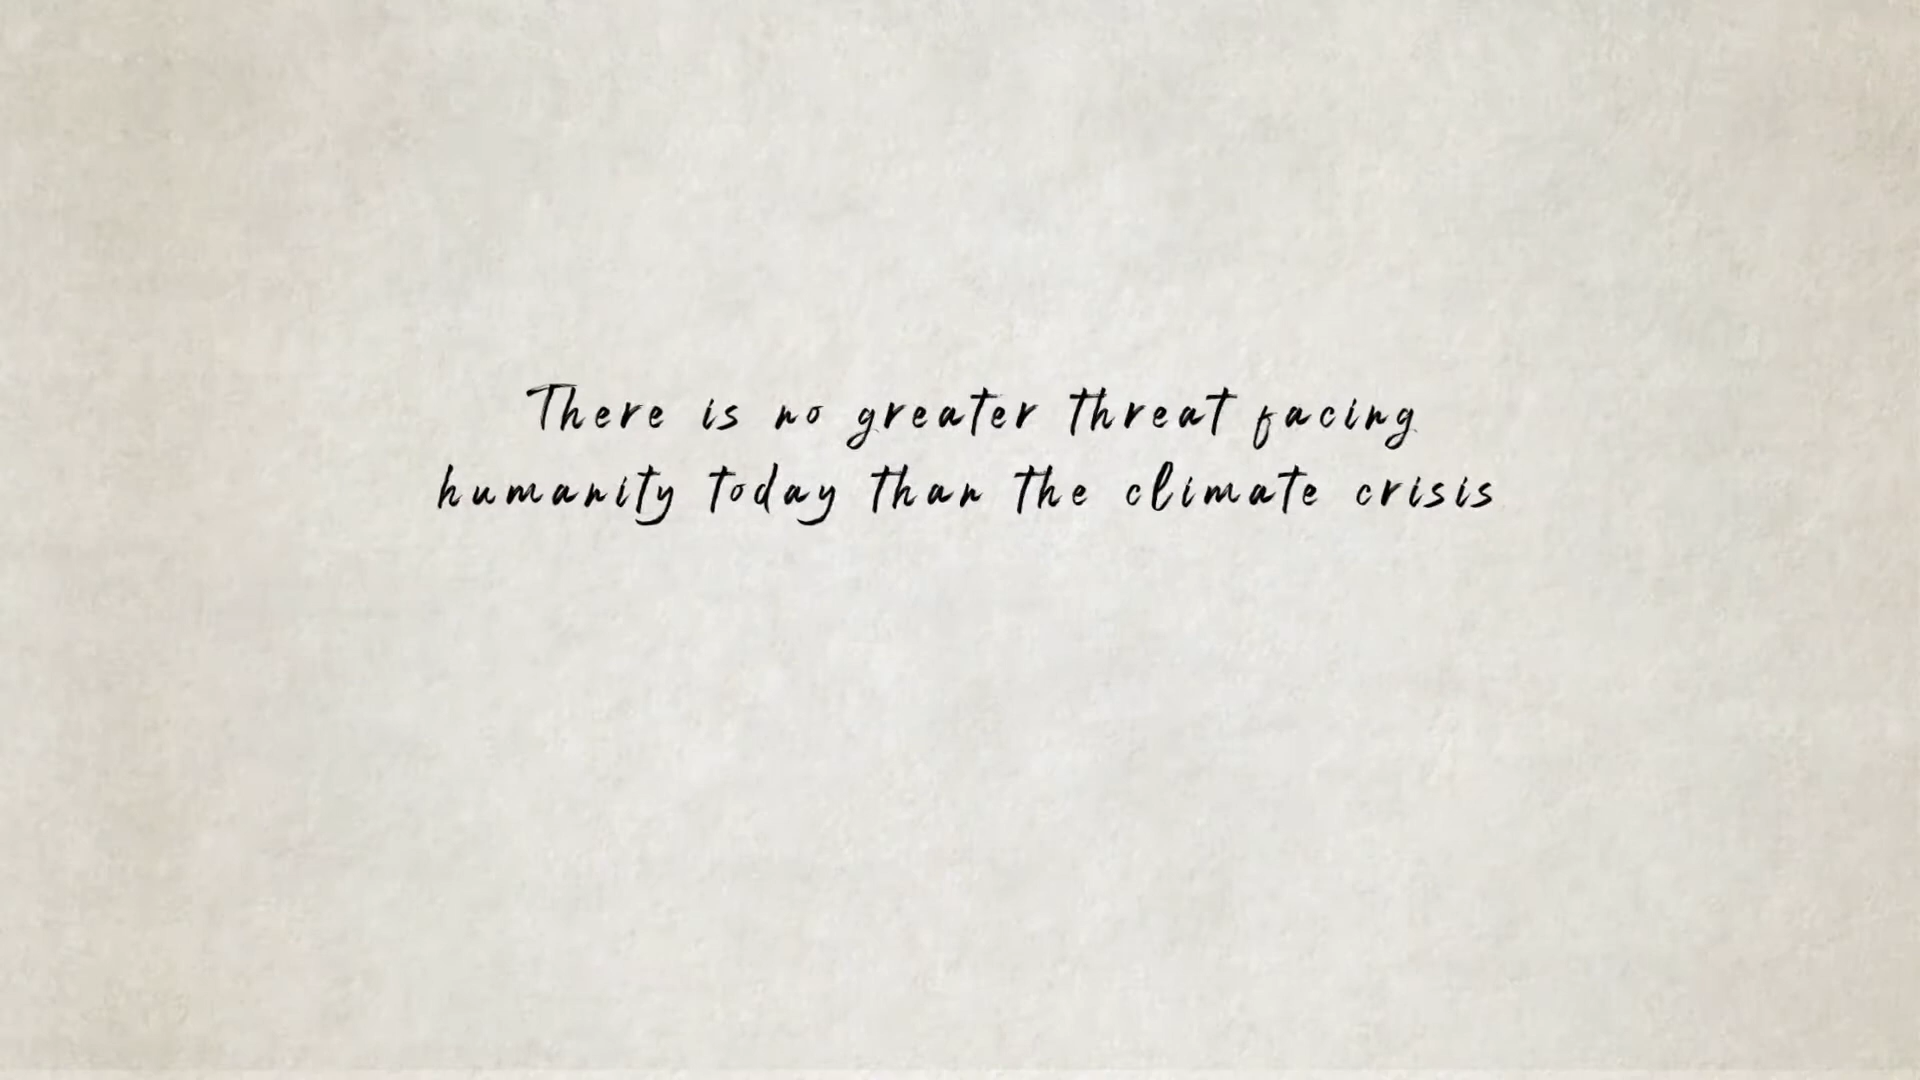 There is no greater threat facing
humanity today than the climate crisis